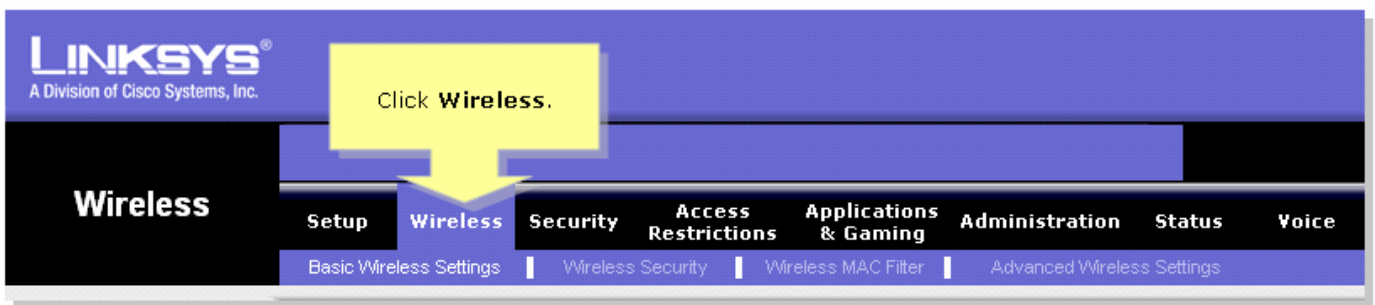 LINKSYS®
A Division of Cisco Systems, Inc.
Click Wireless.
Wireless
Setup Wireless Security Access Restrictions Applications & Gaming Administration Status Voice
Basic Wireless Settings Wireless Security Wireless MAC Filter Advanced Wireless Settings